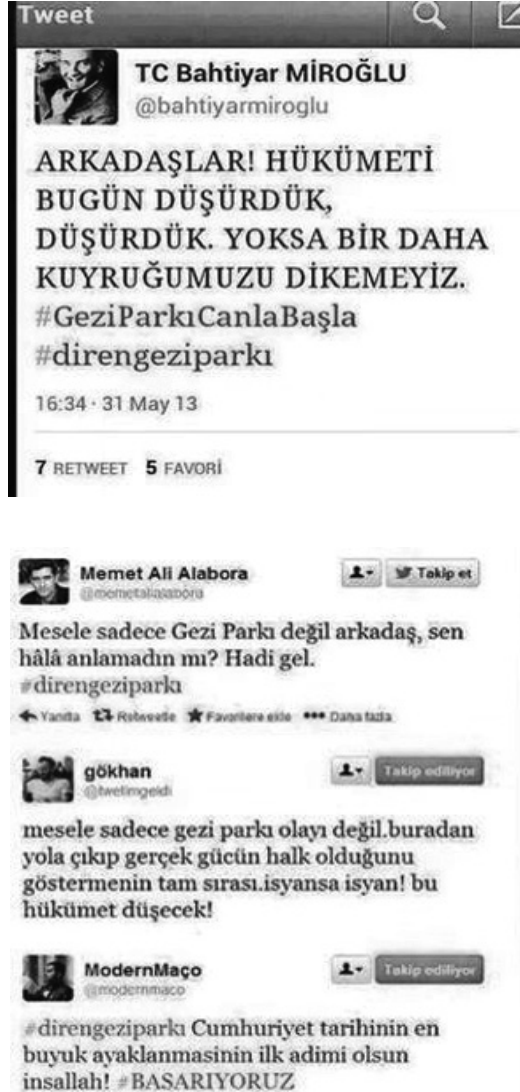 Tweet
TC Bahtiyar MİROĞLU
@bahtiyarmiroglu
ARKADAŞLAR! HÜKÜMETİ
BUGÜN DÜŞÜRDÜK,
DÜŞÜRDÜK. YOKSA BİR DAHA
KUYRUĞUMUZU DİKEMEYİZ.
#GeziParkıCanlaBaşla
#direngeziparkı
16:34 · 31 May 13
7 RETWEET 5 FAVORİ
Memet Ali Alabora
Takip et
@memetalialabora
Mesele sadece Gezi Parkı değil arkadaş, sen
hâlâ anlamadın mı? Hadi gel.
#direngeziparkı
Yanıtla Retweetle Favorilere ekle Daha fazla
gökhan
Takip ediliyor
@twetimgeldi
mesele sadece gezi parkı olayı değil.buradan
yola çıkıp gerçek gücün halk olduğunu
göstermenin tam sırası.isyansa isyan! bu
hükümet düşecek!
ModernMaço
Takip ediliyor
@modernmaco
#direngeziparkı Cumhuriyet tarihinin en
buyuk ayaklanmasinin ilk adimi olsun
insallah! #BASARIYORUZ